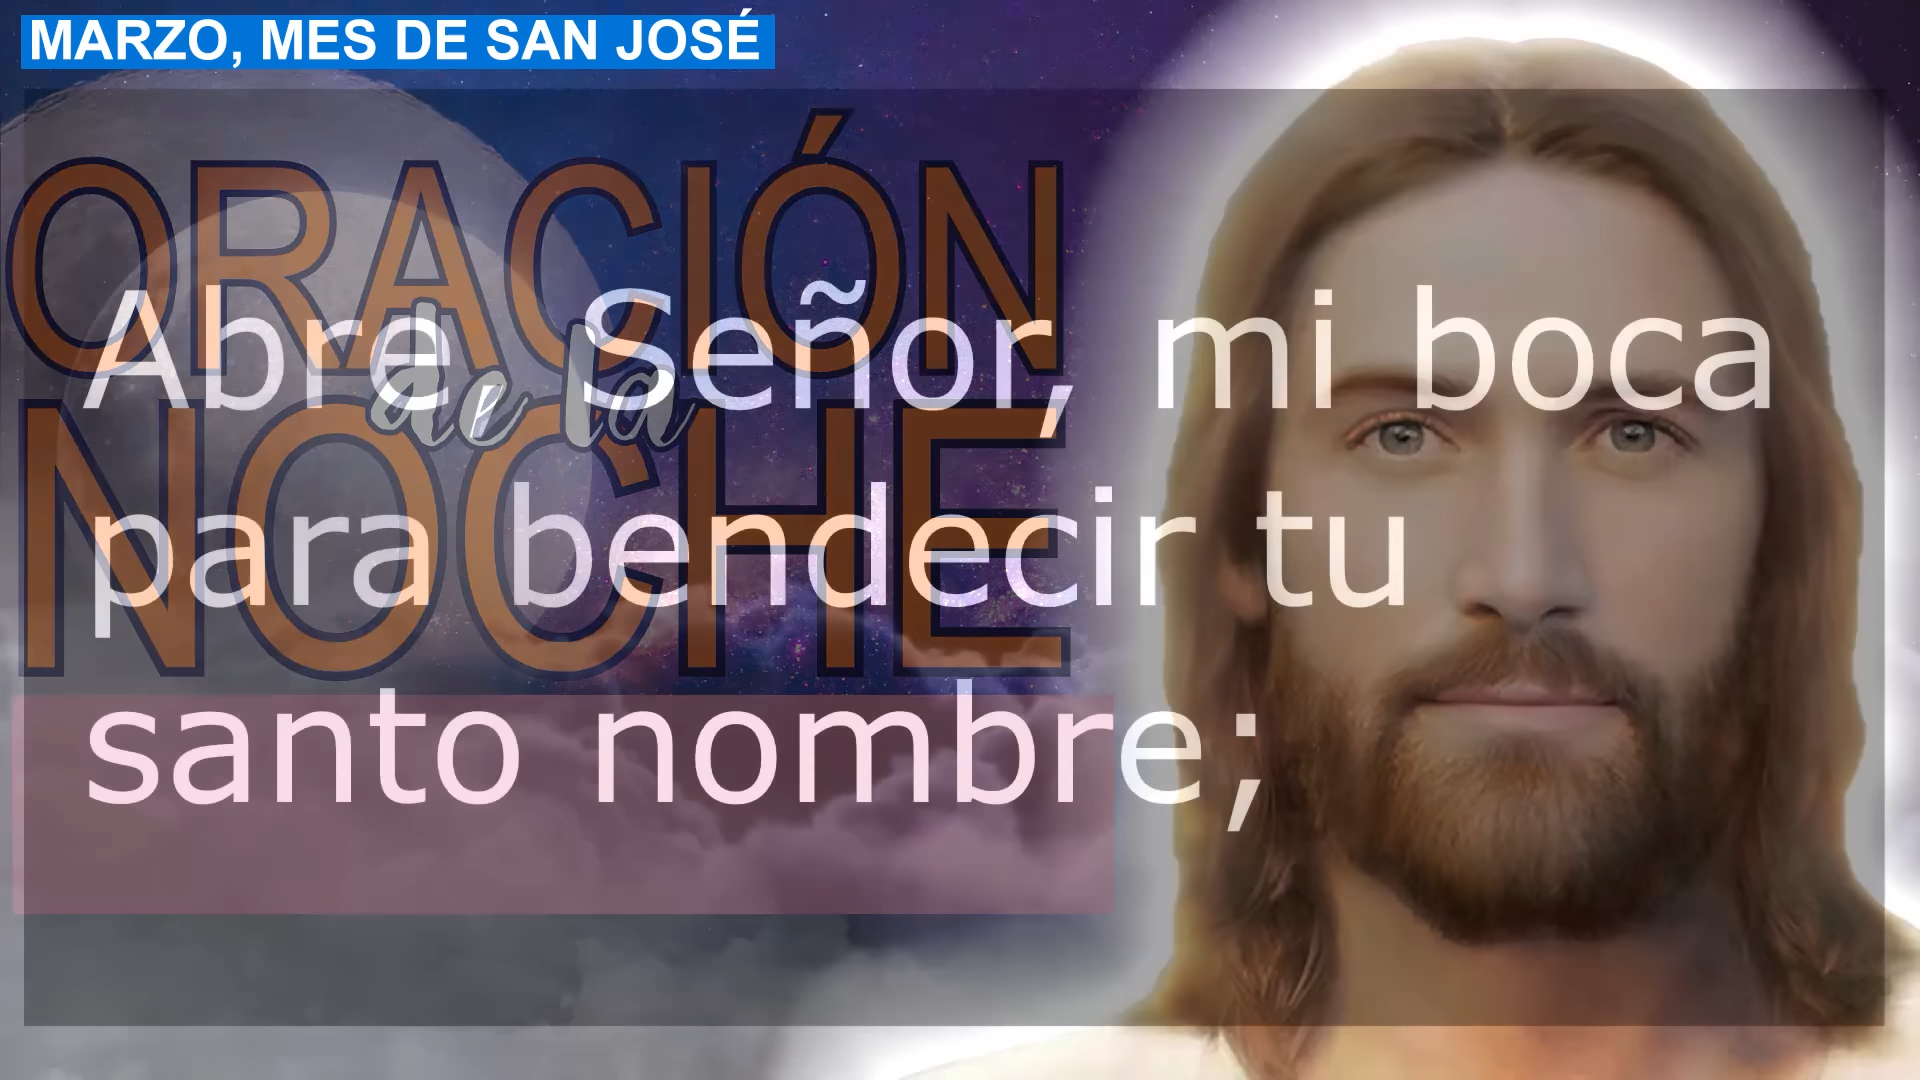 MARZO, MES DE SAN JOSÉ
ORACIÓN
de la
NOCHE
Abre, Señor, mi boca
para bendecir tu
santo nombre;